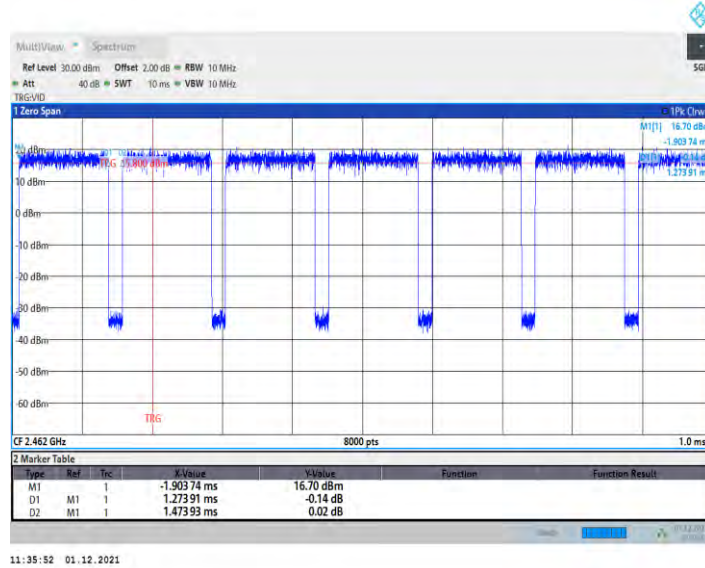 MultiView Spectrum
Ref Level 30.00 dBm Offset 2.00 dB RBW 10 MHz
SGL
Att 40 dB SWT 10 ms VBW 10 MHz
TRG:VID
1 Zero Span 1Pk Clrw
M1[1] 16.70 dBm
-1.903 74 m
20 dBm
TRG 15.800 dBm
1.273 91 m
10 dBm
0 dBm
-10 dBm
-20 dBm
-30 dBm
-40 dBm
-60 dBm
TRG
CF 2.462 GHz 8000 pts 1.0 ms
2 Marker Table
Type Ref Trc X-Value Y-Value Function Function Result
M1 1 -1.903 74 ms 16.70 dBm
D1 M1 1 1.273 91 ms -0.14 dB
D2 M1 1 1.473 93 ms 0.02 dB
11:35:52 01.12.2021